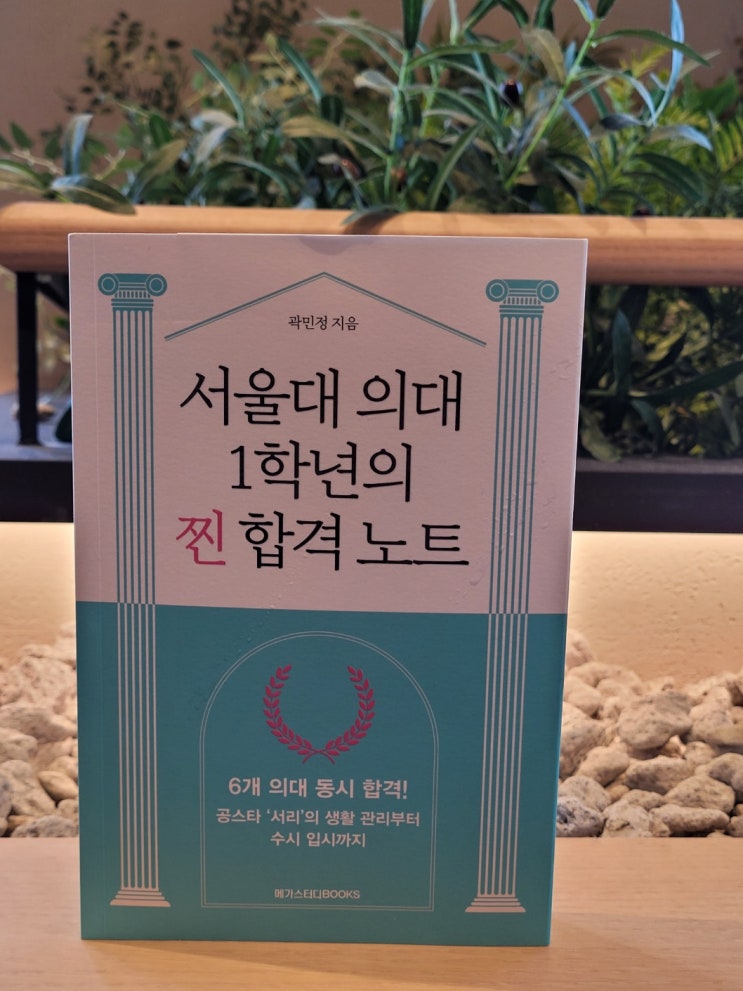 곽민정 지음
서울대 의대
1학년의
찐 합격 노트
6개 의대 동시 합격!
공스타 '서리'의 생활 관리부터
수시 입시까지
메가스터디BOOKS